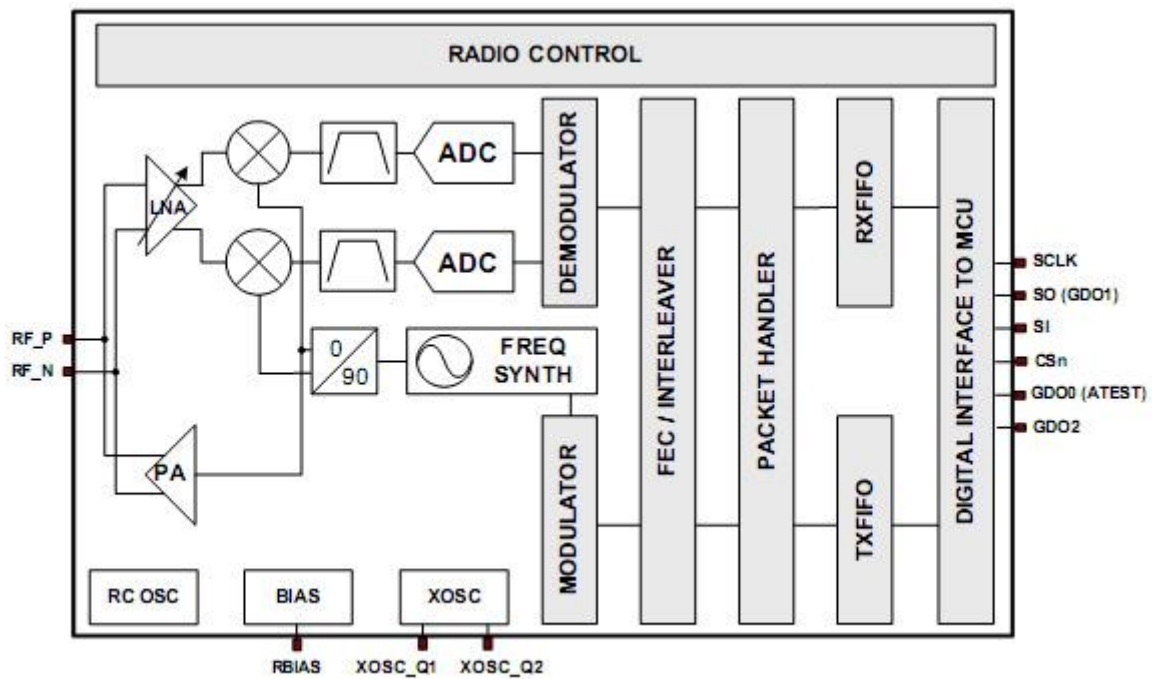 RADIO CONTROL
LNA
ADC
ADC
DEMODULATOR
FEC / INTERLEAVER
PACKET HANDLER
RXFIFO
DIGITAL INTERFACE TO MCU
SCLK
SO (GDO1)
SI
CSn
GDO0 (ATEST)
GDO2
RF_P
RF_N
0
90
FREQ
SYNTH
PA
MODULATOR
TXFIFO
RC OSC
BIAS
XOSC
RBIAS
XOSC_Q1
XOSC_Q2